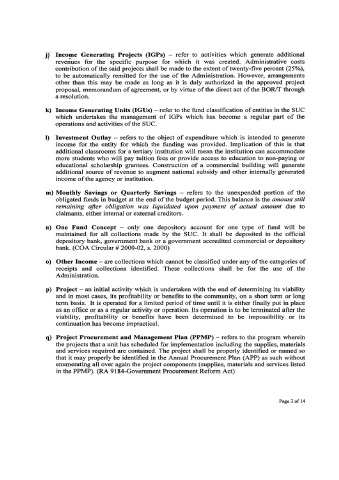 j) Income Generating Projects (IGPs) – refer to activities which generate additional
revenues for the specific purpose for which it was created. Administrative costs
contribution of the said projects shall be made to the extent of twenty-five percent (25%),
to be automatically remitted for the use of the Administration. However, arrangements
other than this may be made as long as it is duly authorized in the approved project
proposal, memorandum of agreement, or by virtue of the direct act of the BOR/T through
a resolution.
k) Income Generating Units (IGUs) – refer to the fund classification of entities in the SUC
which undertakes the management of IGPs which has become a regular part of the
operations and activities of the SUC.
l) Investment Outlay – refers to the object of expenditure which is intended to generate
income for the entity for which the funding was provided. Implication of this is that
additional classrooms for a tertiary institution will mean the institution can accommodate
more students who will pay tuition fees or provide access to education to non-paying or
educational scholarship grantees. Construction of a commercial building will generate
additional source of revenue to augment national subsidy and other internally generated
income of the agency or institution.
m) Monthly Savings or Quarterly Savings – refers to the unexpended portion of the
obligated funds in budget at the end of the budget period. This balance is the amount still
remaining after obligation was liquidated upon payment of actual amount due to
claimants, either internal or external creditors.
n) One Fund Concept – only one depository account for one type of fund will be
maintained for all collections made by the SUC. It shall be deposited in the official
depository bank, government bank or a government accredited commercial or depository
bank. (COA Circular # 2000-02, s. 2000)
o) Other Income – are collections which cannot be classified under any of the categories of
receipts and collections identified. These collections shall be for the use of the
Administration.
p) Project – an initial activity which is undertaken with the end of determining its viability
and in most cases, its profitability or benefits to the community, on a short term or long
term basis. It is operated for a limited period of time until it is either finally put in place
as an office or as a regular activity or operation. Its operation is to be terminated after the
viability, profitability or benefits have been determined to be impossibility or its
continuation has become impractical.
q) Project Procurement and Management Plan (PPMP) – refers to the program wherein
the projects that a unit has scheduled for implementation including the supplies, materials
and services required are contained. The project shall be properly identified or named so
that it may properly be identified in the Annual Procurement Plan (APP) as such without
enumerating all over again the project components (supplies, materials and services listed
in the PPMP). (RA 9184-Government Procurement Reform Act)
Page 3 of 14